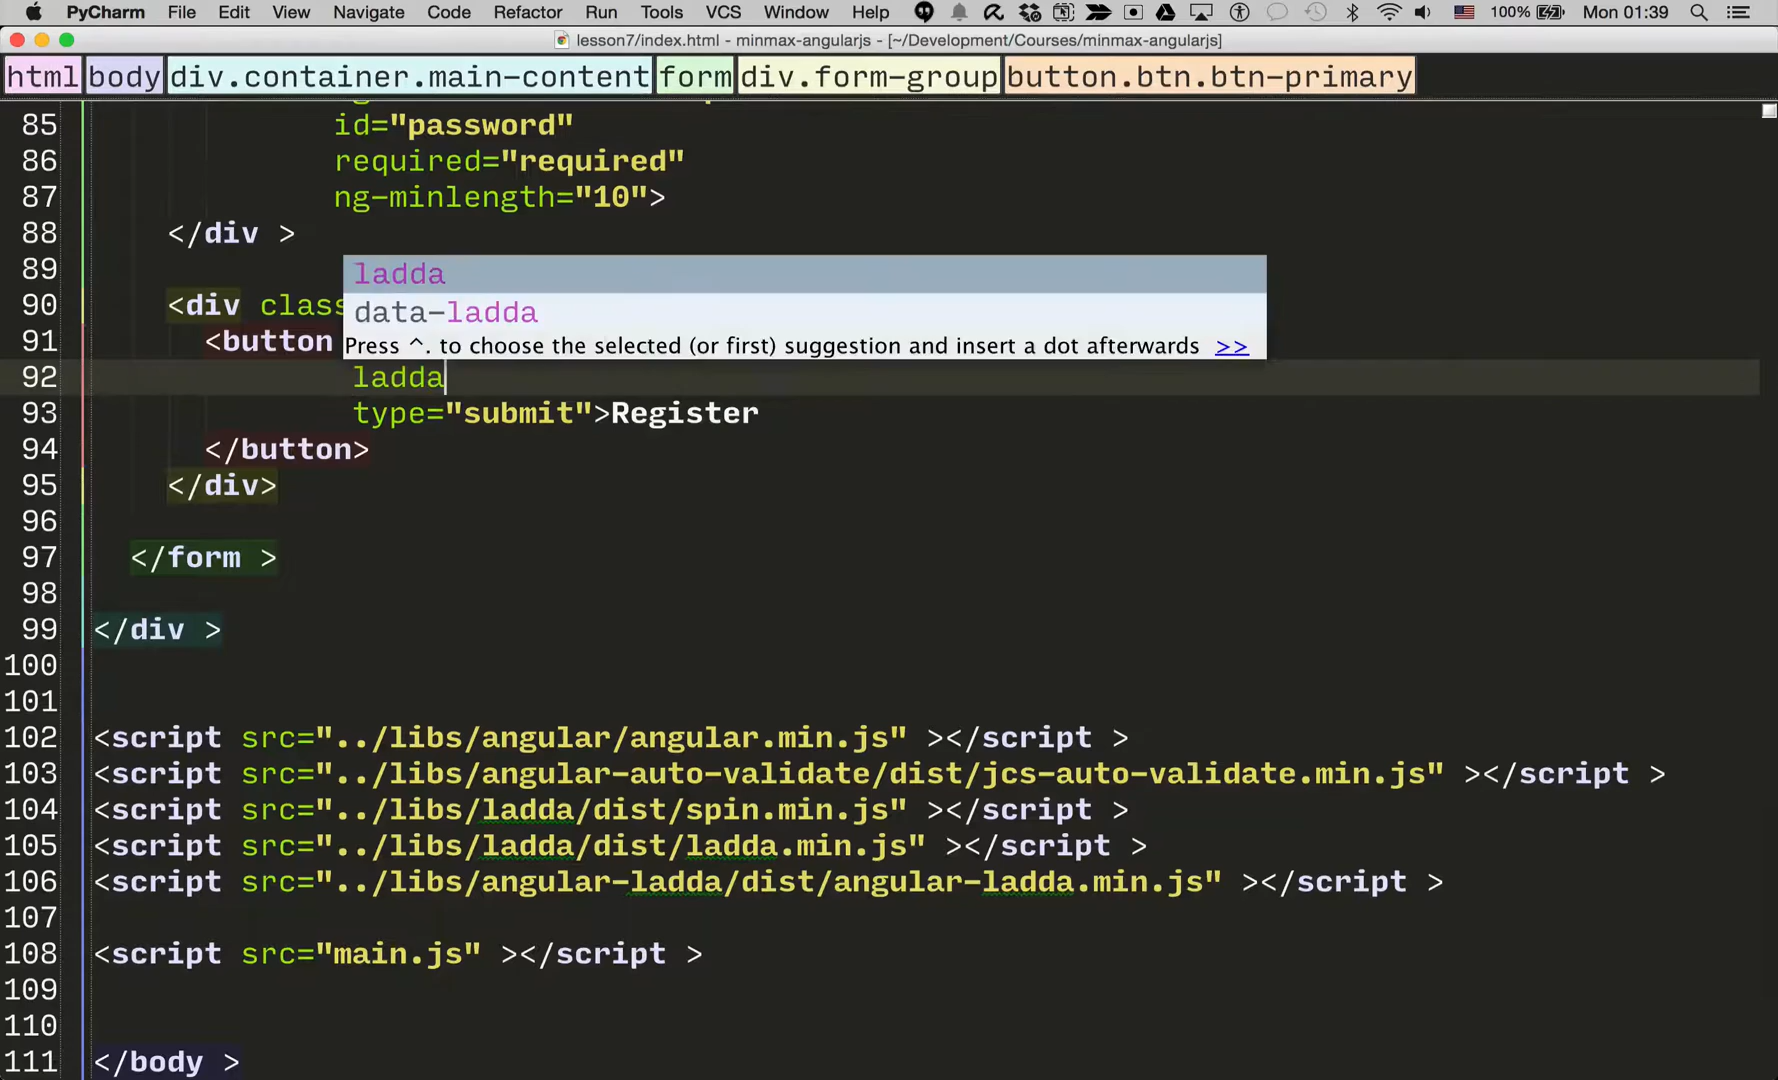 PyCharm File Edit View Navigate Code Refactor Run Tools VCS Window Help 100% Mon 01:39
lesson7/index.html - minmax-angularjs - [~/Development/Courses/minmax-angularjs]
html body div.container.main-content form div.form-group button.btn.btn-primary
85 id="password"
86 required="required"
87 ng-minlength="10">
88 </div >
89
ladda
90 <div class
data-ladda
91 <button
Press ^. to choose the selected (or first) suggestion and insert a dot afterwards >>
92 ladda
93 type="submit">Register
94 </button>
95 </div>
96
97 </form >
98
99 </div >
100
101
102 <script src="../libs/angular/angular.min.js" ></script >
103 <script src="../libs/angular-auto-validate/dist/jcs-auto-validate.min.js" ></script >
104 <script src="../libs/ladda/dist/spin.min.js" ></script >
105 <script src="../libs/ladda/dist/ladda.min.js" ></script >
106 <script src="../libs/angular-ladda/dist/angular-ladda.min.js" ></script >
107
108 <script src="main.js" ></script >
109
110
111 </body >